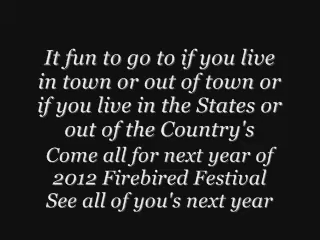 It fun to go to if you live
in town or out of town or
if you live in the States or
out of the Country's
Come all for next year of
2012 Firebired Festival
See all of you's next year